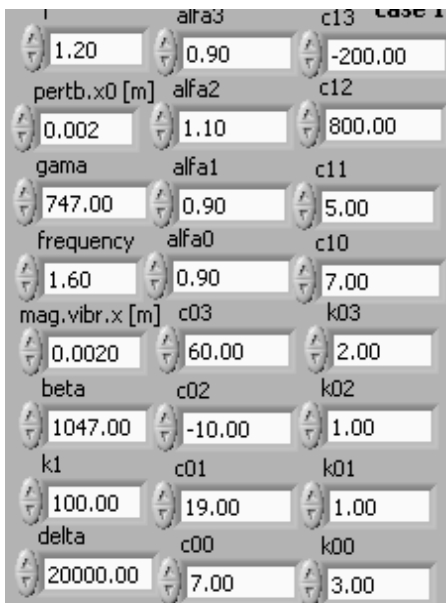 alfa3 c13 case 1
1.20 0.90 -200.00
pertb.x0 [m] alfa2 c12
0.002 1.10 800.00
gama alfa1 c11
747.00 0.90 5.00
frequency alfa0 c10
1.60 0.90 7.00
mag.vibr.x [m] c03 k03
0.0020 60.00 2.00
beta c02 k02
1047.00 -10.00 1.00
k1 c01 k01
100.00 19.00 1.00
delta c00 k00
20000.00 7.00 3.00